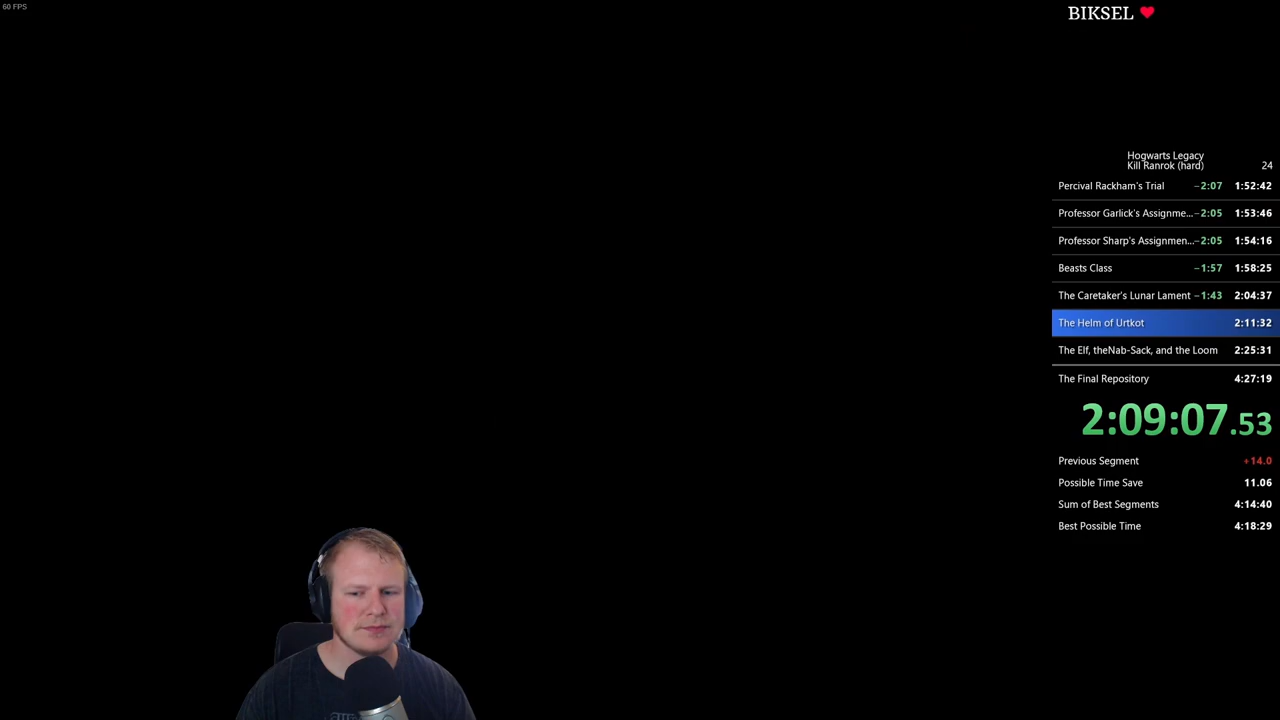 60 FPS
BIKSEL
Hogwarts Legacy
Kill Ranrok (hard) 24
Percival Rackham's Trial −2:07 1:52:42
Professor Garlick's Assignme... −2:05 1:53:46
Professor Sharp's Assignmen... −2:05 1:54:16
Beasts Class −1:57 1:58:25
The Caretaker's Lunar Lament −1:43 2:04:37
The Helm of Urtkot 2:11:32
The Elf, theNab-Sack, and the Loom 2:25:31
The Final Repository 4:27:19
2:09:07.53
Previous Segment +14.0
Possible Time Save 11.06
Sum of Best Segments 4:14:40
Best Possible Time 4:18:29